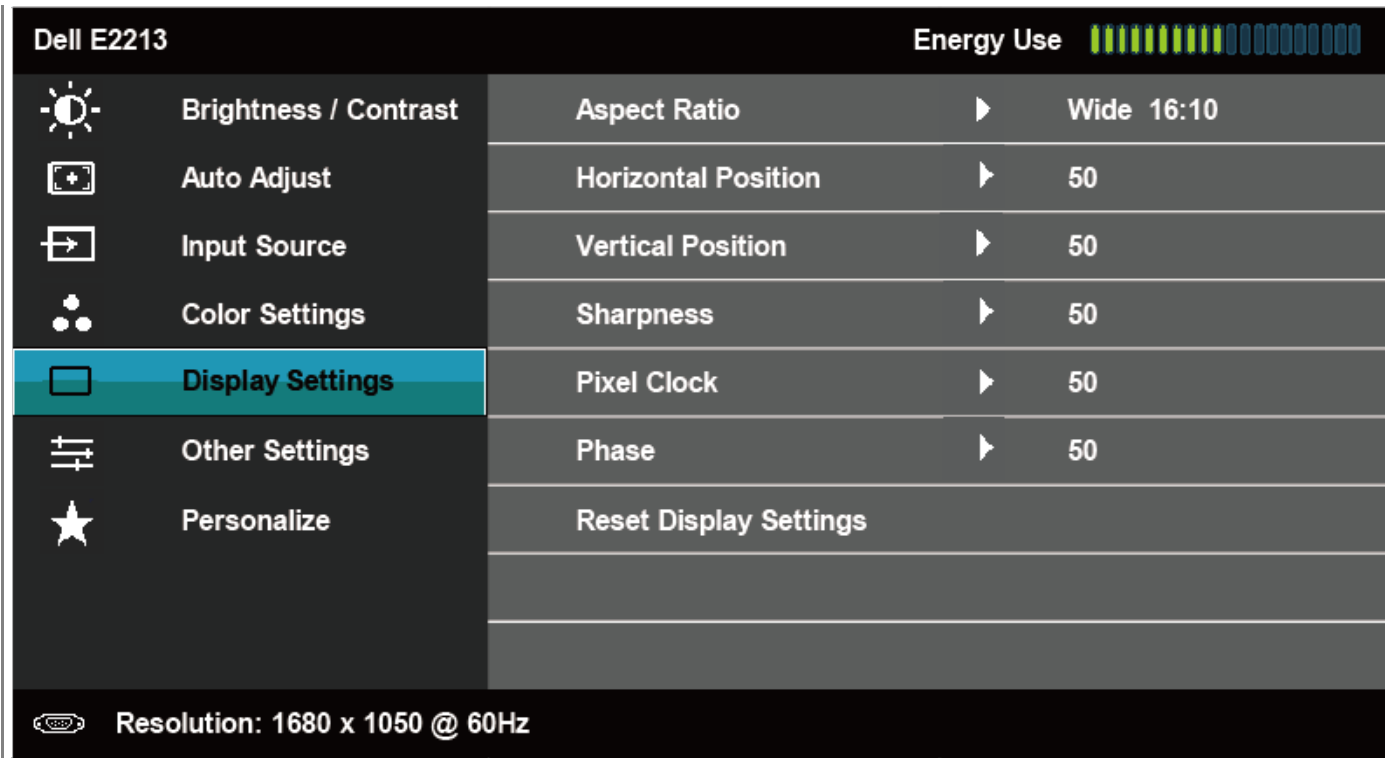 Dell E2213 Energy Use
Brightness / Contrast Aspect Ratio Wide 16:10
Auto Adjust Horizontal Position 50
Input Source Vertical Position 50
Color Settings Sharpness 50
Display Settings Pixel Clock 50
Other Settings Phase 50
Personalize Reset Display Settings
Resolution: 1680 x 1050 @ 60Hz